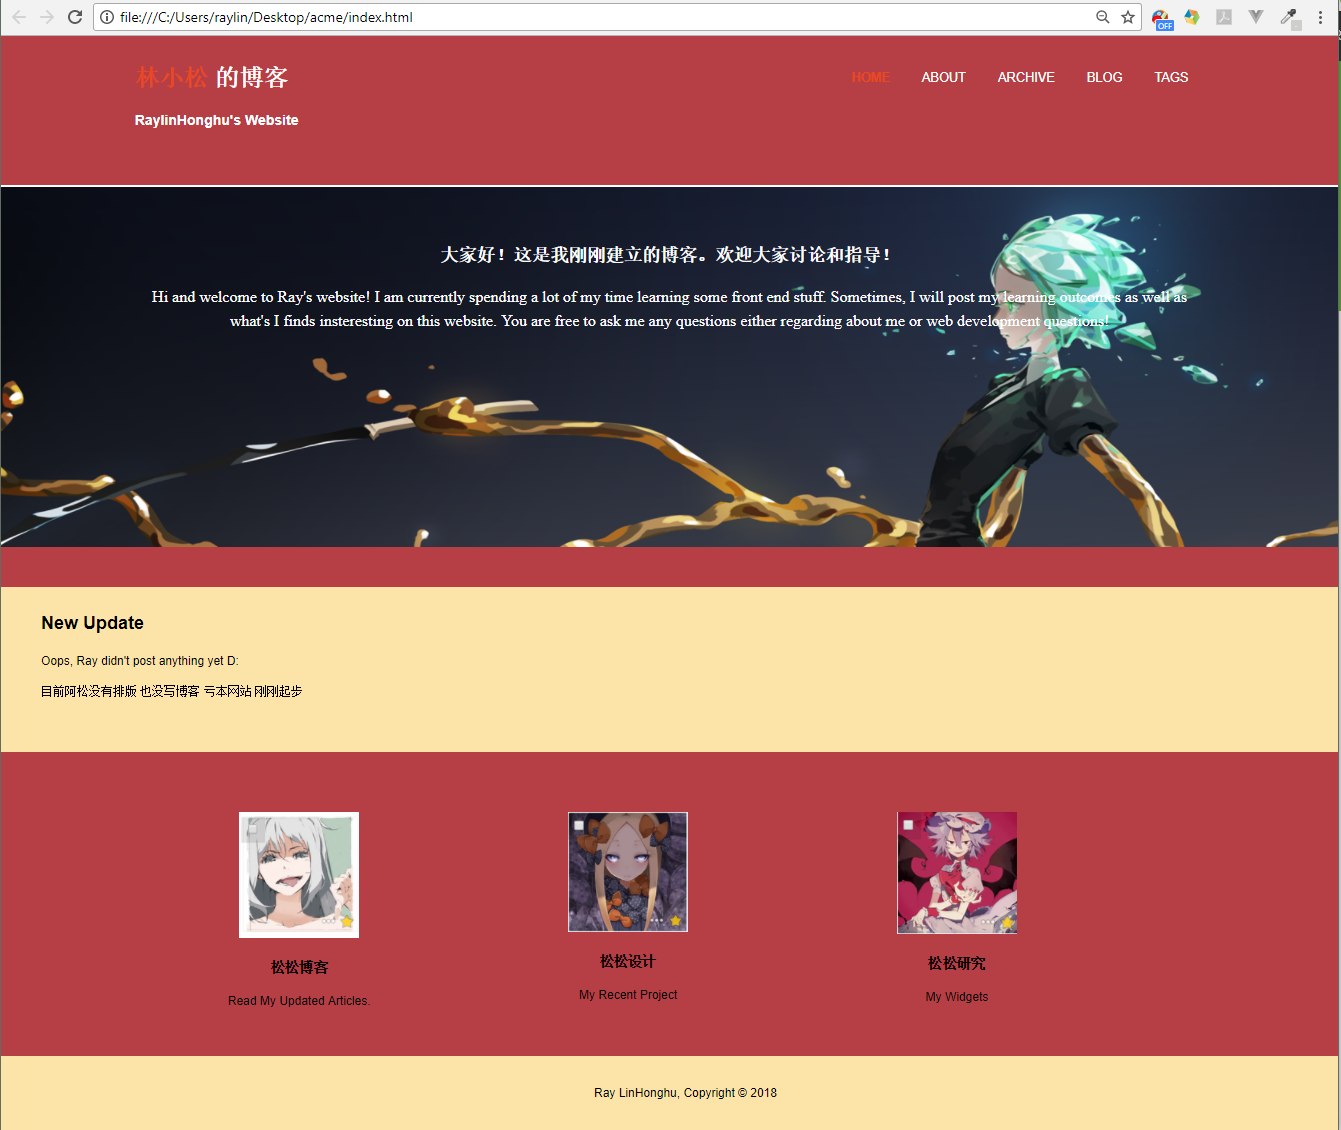 file:///C:/Users/raylin/Desktop/acme/index.html
OFF
林小松 的博客
HOME ABOUT ARCHIVE BLOG TAGS
RaylinHonghu's Website
大家好！这是我刚刚建立的博客。欢迎大家讨论和指导！
Hi and welcome to Ray's website! I am currently spending a lot of my time learning some front end stuff. Sometimes, I will post my learning outcomes as well as
what's I finds insteresting on this website. You are free to ask me any questions either regarding about me or web development questions!
New Update
Oops, Ray didn't post anything yet D:
目前阿松没有排版 也没写博客 亏本网站 刚刚起步
松松博客
Read My Updated Articles.
松松设计
My Recent Project
松松研究
My Widgets
Ray LinHonghu, Copyright © 2018